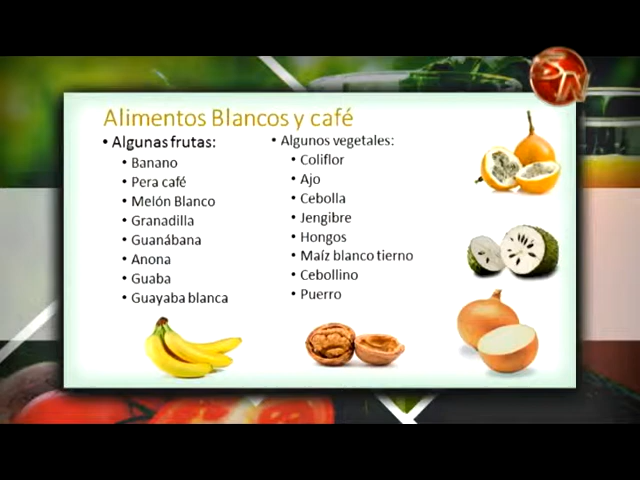 Alimentos Blancos y café
• Algunas frutas:
• Banano
• Pera café
• Melón Blanco
• Granadilla
• Guanábana
• Anona
• Guaba
• Guayaba blanca
• Algunos vegetales:
• Coliflor
• Ajo
• Cebolla
• Jengibre
• Hongos
• Maíz blanco tierno
• Cebollino
• Puerro